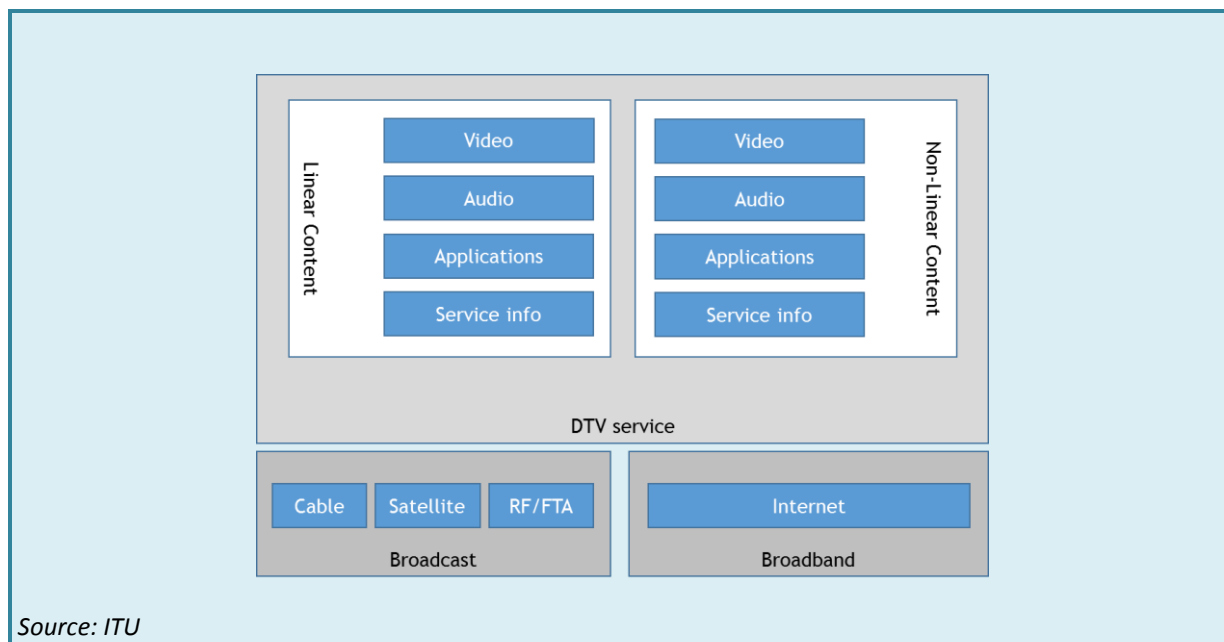 Linear Content
Video
Audio
Applications
Service info
Video
Audio
Applications
Service info
Non-Linear Content
DTV service
Cable
Satellite
RF/FTA
Broadcast
Internet
Broadband
Source: ITU